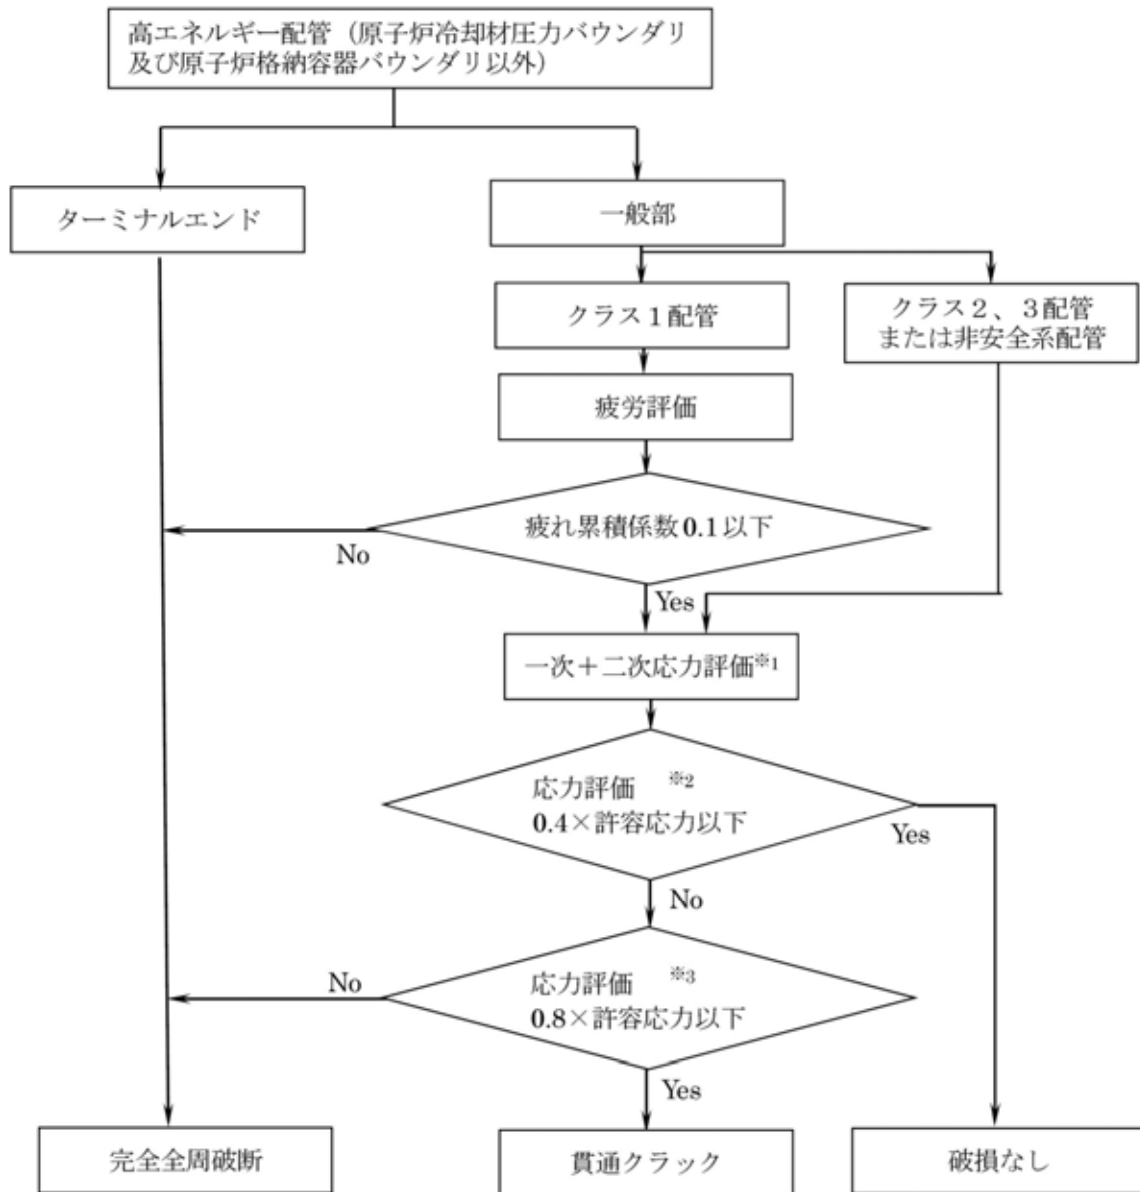 高エネルギー配管（原子炉冷却材圧力バウンダリ
及び原子炉格納容器バウンダリ以外）
ターミナルエンド
一般部
クラス１配管
クラス２、３配管
または非安全系配管
疲労評価
疲れ累積係数 0.1 以下
No
Yes
一次＋二次応力評価※1
応力評価　※2
0.4×許容応力以下
Yes
No
応力評価　※3
0.8×許容応力以下
No
Yes
完全全周破断
貫通クラック
破損なし